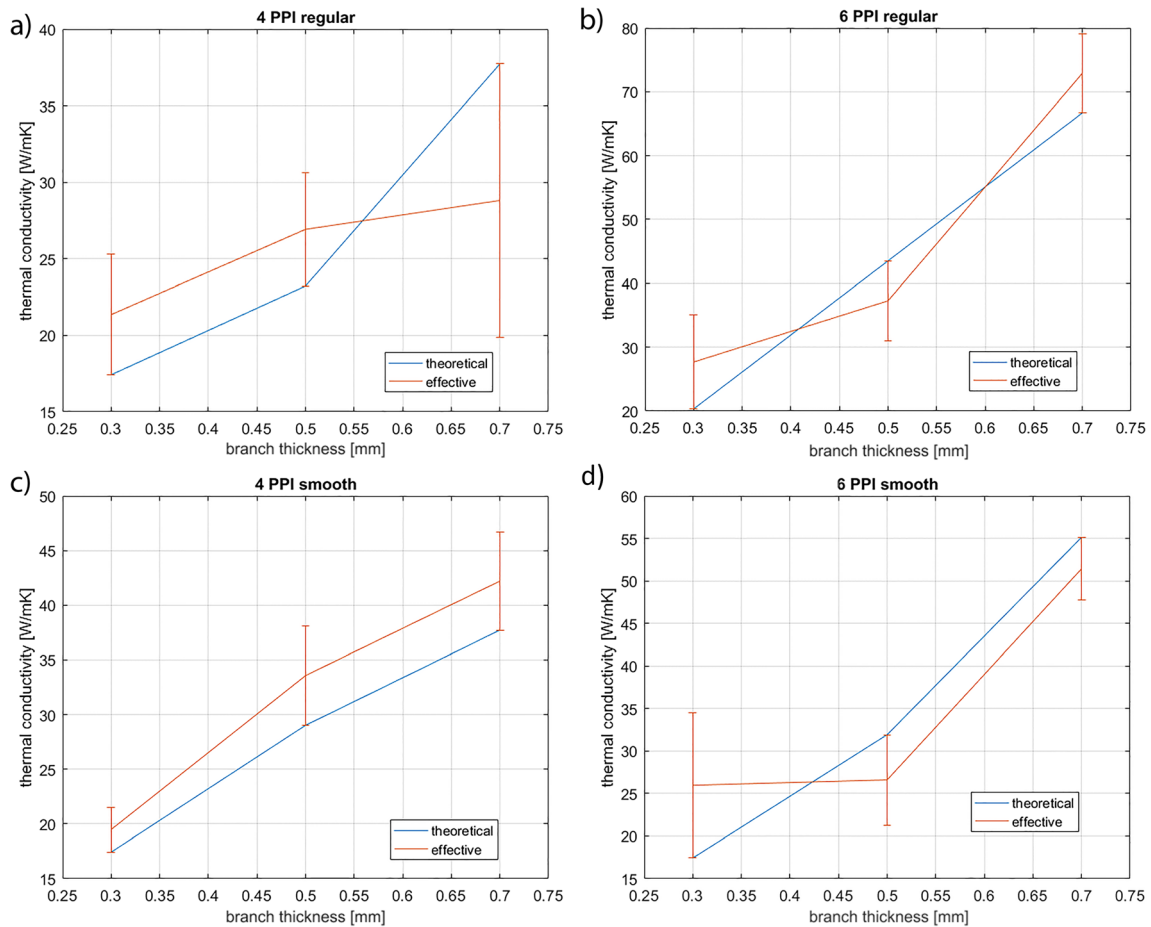 a)
4 PPI regular
thermal conductivity [W/mK]
40
35
30
25
20
15
0.25 0.3 0.35 0.4 0.45 0.5 0.55 0.6 0.65 0.7 0.75
branch thickness [mm]
theoretical
effective
b)
6 PPI regular
thermal conductivity [W/mK]
80
70
60
50
40
30
20
0.25 0.3 0.35 0.4 0.45 0.5 0.55 0.6 0.65 0.7 0.75
branch thickness [mm]
theoretical
effective
c)
4 PPI smooth
thermal conductivity [W/mK]
50
45
40
35
30
25
20
15
0.25 0.3 0.35 0.4 0.45 0.5 0.55 0.6 0.65 0.7 0.75
branch thickness [mm]
theoretical
effective
d)
6 PPI smooth
thermal conductivity [W/mK]
60
55
50
45
40
35
30
25
20
15
0.25 0.3 0.35 0.4 0.45 0.5 0.55 0.6 0.65 0.7 0.75
branch thickness [mm]
theoretical
effective